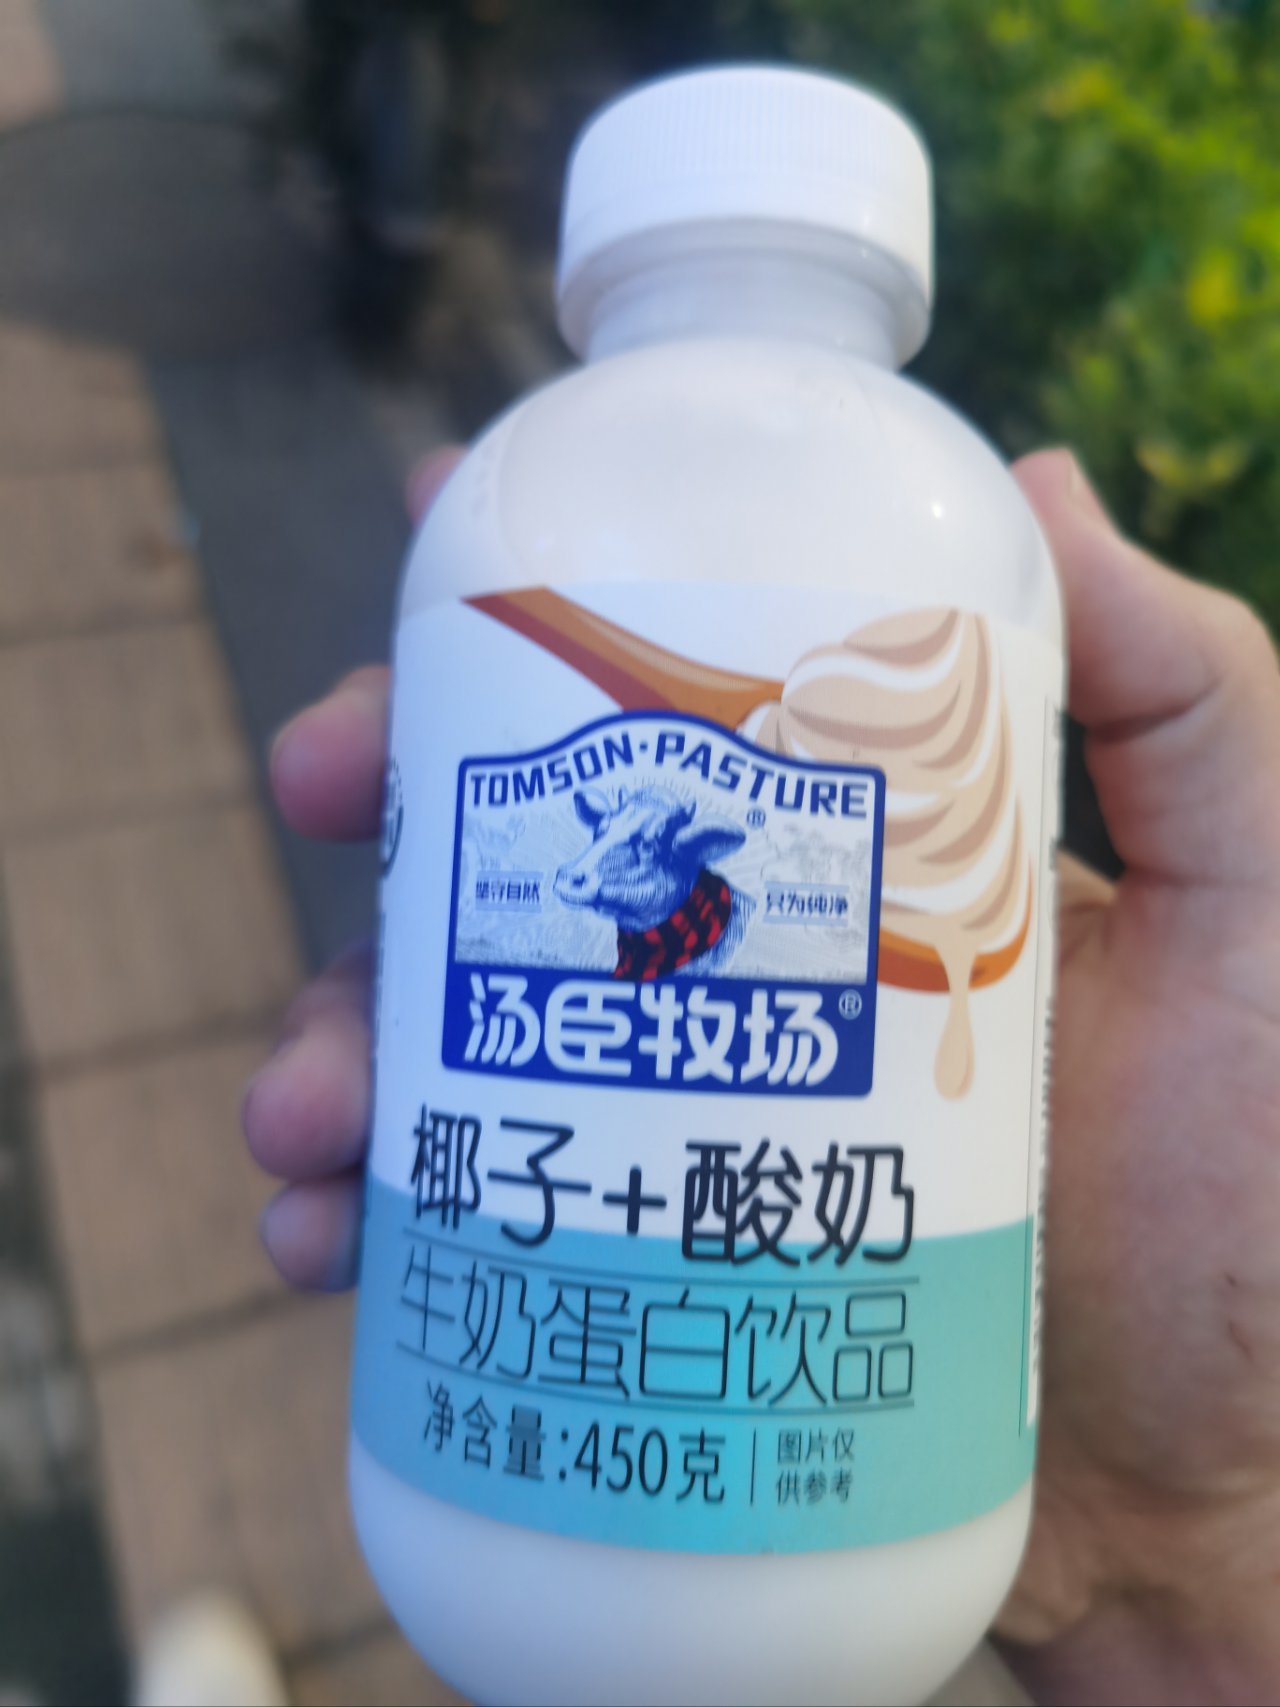 TOMSON·PASTURE
®
坚守自然
只为纯净
汤臣牧场®
椰子+酸奶
牛奶蛋白饮品
净含量:450克
图片仅
供参考